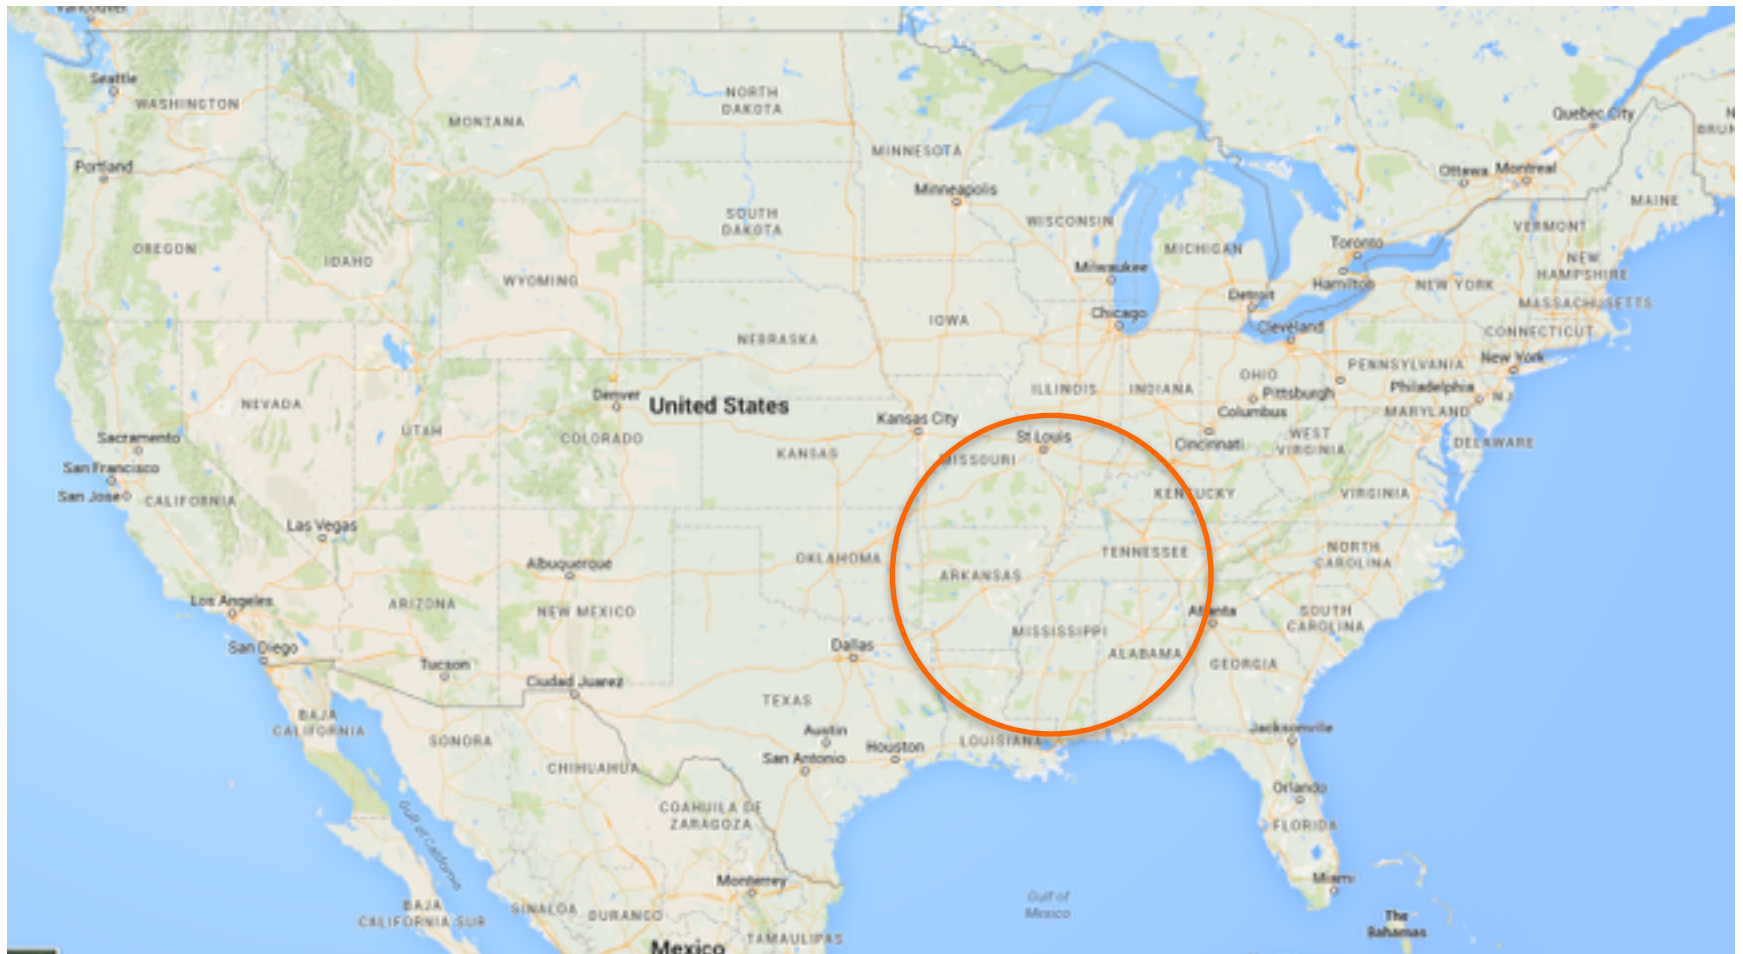 Vancouver
Seattle
WASHINGTON
MONTANA
NORTH
DAKOTA
MINNESOTA
Quebec City
Portland
Minneapolis
Ottawa
Montreal
MAINE
OREGON
IDAHO
SOUTH
DAKOTA
WISCONSIN
MICHIGAN
Toronto
VERMONT
NEW
HAMPSHIRE
WYOMING
Milwaukee
Hamilton
NEW YORK
Detroit
MASSACHUSETTS
IOWA
Chicago
Cleveland
CONNECTICUT
NEBRASKA
PENNSYLVANIA
New York
NEVADA
Denver
United States
ILLINOIS
INDIANA
OHIO
Pittsburgh
Philadelphia
NJ
Columbus
MARYLAND
Kansas City
Sacramento
UTAH
COLORADO
St Louis
Cincinnati
WEST
VIRGINIA
DELAWARE
KANSAS
MISSOURI
San Francisco
San Jose
CALIFORNIA
KENTUCKY
VIRGINIA
Las Vegas
Albuquerque
OKLAHOMA
TENNESSEE
NORTH
CAROLINA
ARKANSAS
Los Angeles
ARIZONA
NEW MEXICO
Atlanta
SOUTH
CAROLINA
MISSISSIPPI
San Diego
Dallas
ALABAMA
GEORGIA
Tucson
Ciudad Juarez
TEXAS
BAJA
CALIFORNIA
SONORA
Austin
Houston
LOUISIANA
Jacksonville
San Antonio
CHIHUAHUA
COAHUILA DE
ZARAGOZA
Orlando
FLORIDA
Gulf of California
Monterrey
Miami
BAJA
CALIFORNIA SUR
SINALOA
DURANGO
Gulf of
Mexico
The
Bahamas
Mexico
TAMAULIPAS